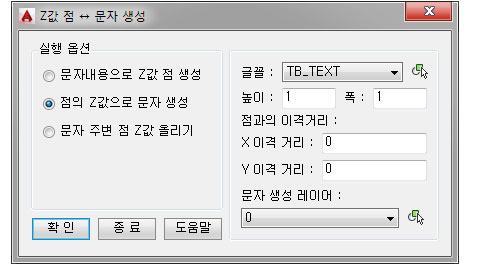 Z값 점 ↔ 문자 생성
실행 옵션
문자내용으로 Z값 점 생성
점의 Z값으로 문자 생성
문자 주변 점 Z값 올리기
확 인
종 료
도움말
글꼴 : TB_TEXT
높이 : 1 폭 : 1
점과의 이격거리 :
X 이격 거리 : 0
Y 이격 거리 : 0
문자 생성 레이어 :
0